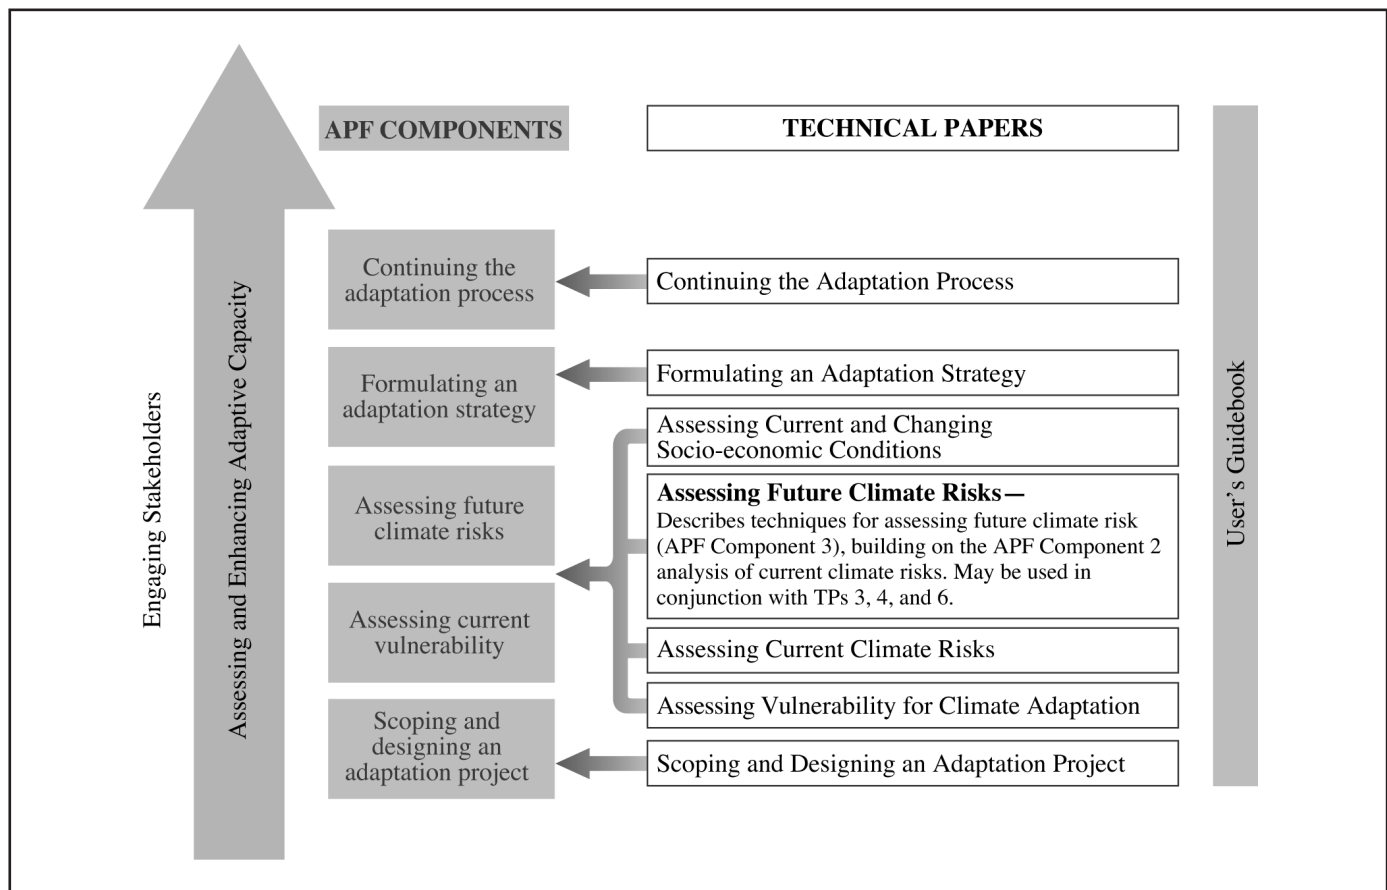 Engaging Stakeholders
Assessing and Enhancing Adaptive Capacity
APF COMPONENTS
Continuing the
adaptation process
Formulating an
adaptation strategy
Assessing future
climate risks
Assessing current
vulnerability
Scoping and
designing an
adaptation project
TECHNICAL PAPERS
Continuing the Adaptation Process
Formulating an Adaptation Strategy
Assessing Current and Changing
Socio-economic Conditions
Assessing Future Climate Risks—
Describes techniques for assessing future climate risk
(APF Component 3), building on the APF Component 2
analysis of current climate risks. May be used in
conjunction with TPs 3, 4, and 6.
Assessing Current Climate Risks
Assessing Vulnerability for Climate Adaptation
Scoping and Designing an Adaptation Project
User's Guidebook